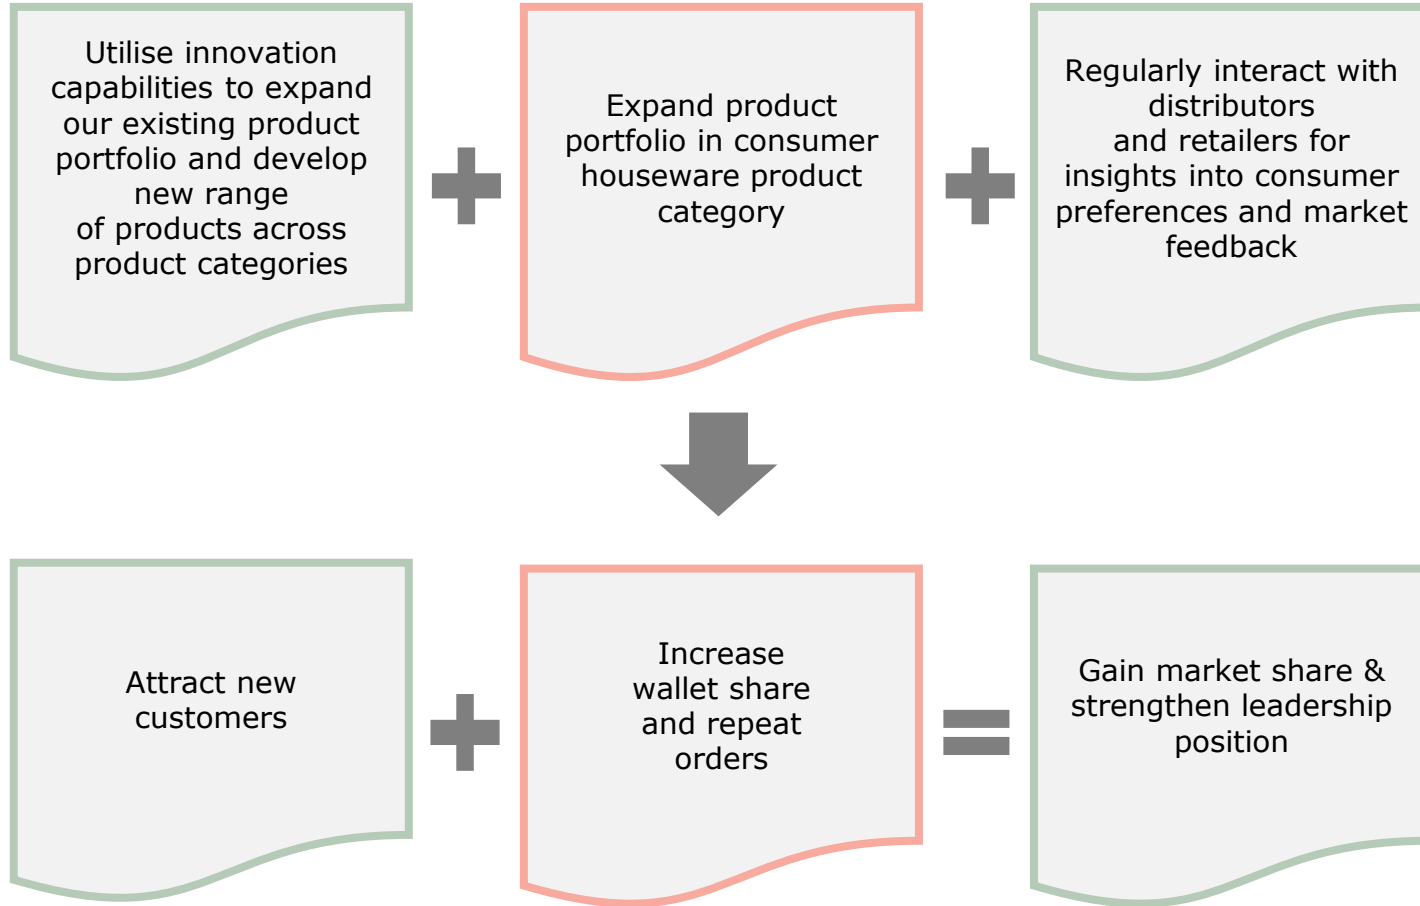 Utilise innovation
capabilities to expand
our existing product
portfolio and develop
new range
of products across
product categories
Expand product
portfolio in consumer
houseware product
category
Regularly interact with
distributors
and retailers for
insights into consumer
preferences and market
feedback
Attract new
customers
Increase
wallet share
and repeat
orders
Gain market share &
strengthen leadership
position